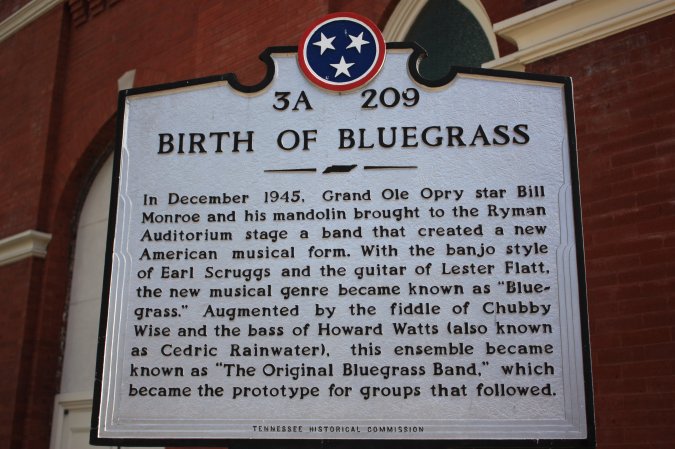 3A 209
BIRTH OF BLUEGRASS
In December 1945, Grand Ole Opry star Bill
Monroe and his mandolin brought to the Ryman
Auditorium stage a band that created a new
American musical form. With the banjo style
of Earl Scruggs and the guitar of Lester Flatt,
the new musical genre became known as "Blue-
grass." Augmented by the fiddle of Chubby
Wise and the bass of Howard Watts (also known
as Cedric Rainwater), this ensemble became
known as "The Original Bluegrass Band," which
became the prototype for groups that followed.
TENNESSEE HISTORICAL COMMISSION